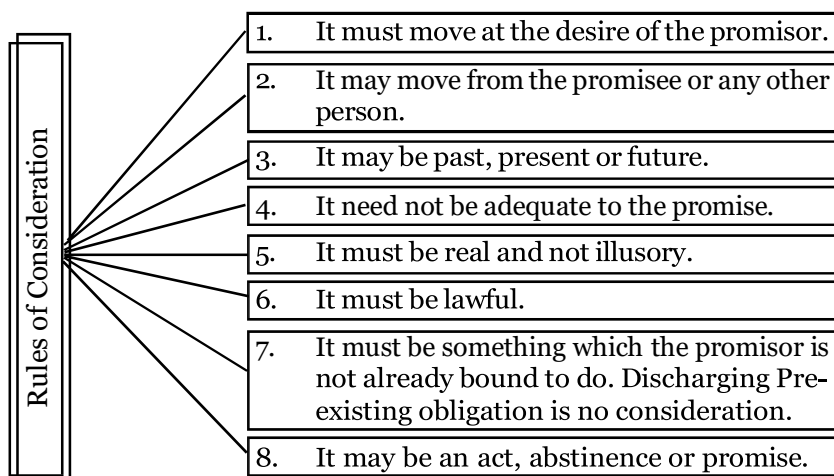 Rules of Consideration
1. It must move at the desire of the promisor.
2. It may move from the promisee or any other
person.
3. It may be past, present or future.
4. It need not be adequate to the promise.
5. It must be real and not illusory.
6. It must be lawful.
7. It must be something which the promisor is
not already bound to do. Discharging Pre-
existing obligation is no consideration.
8. It may be an act, abstinence or promise.